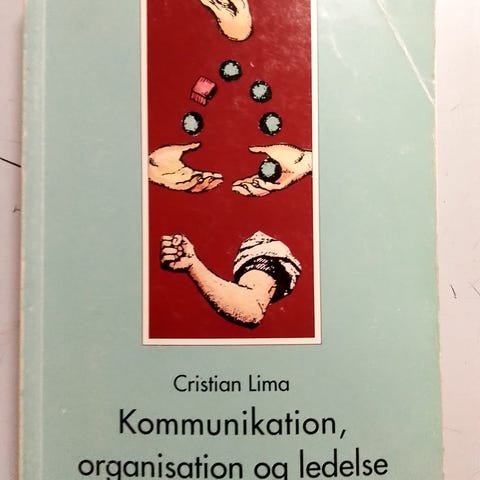 Cristian Lima
Kommunikation,
organisation og ledelse